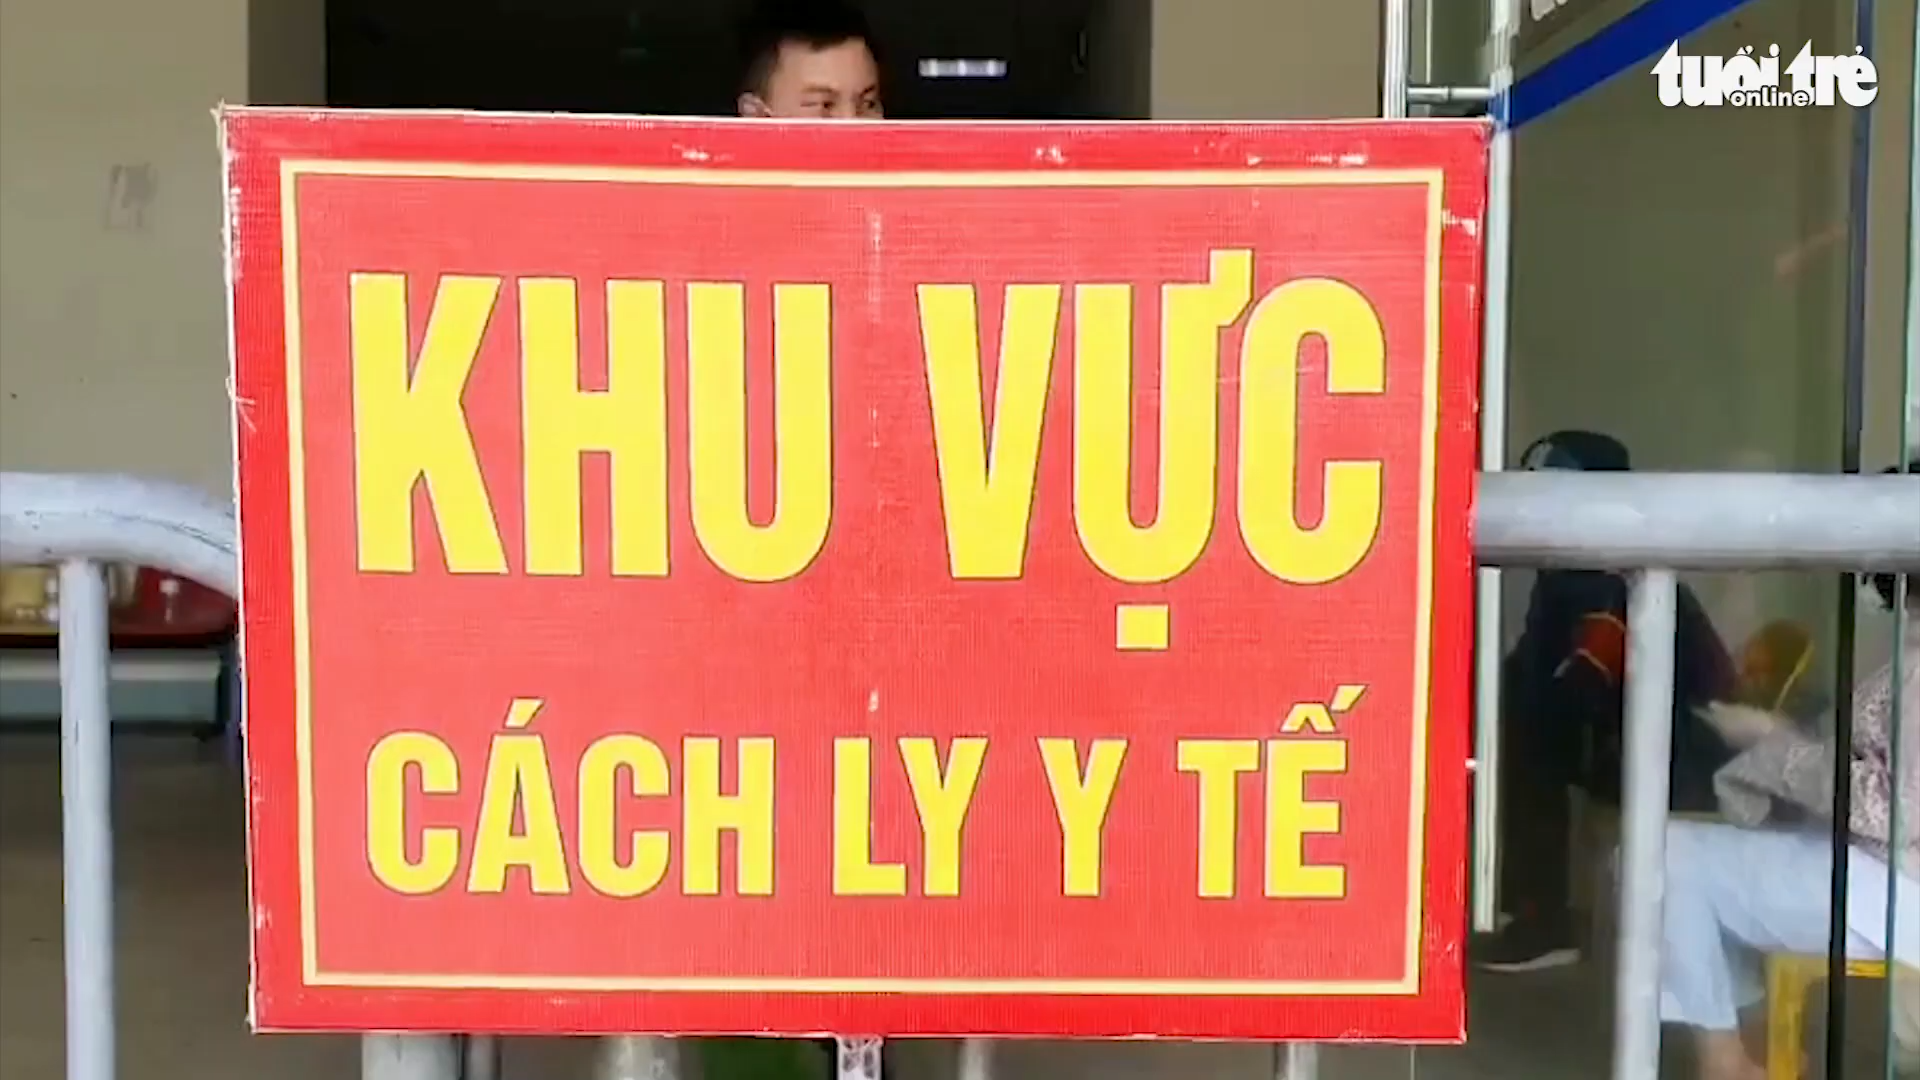 tuổi trẻ
online
KHU VỰC
CÁCH LY Y TẾ